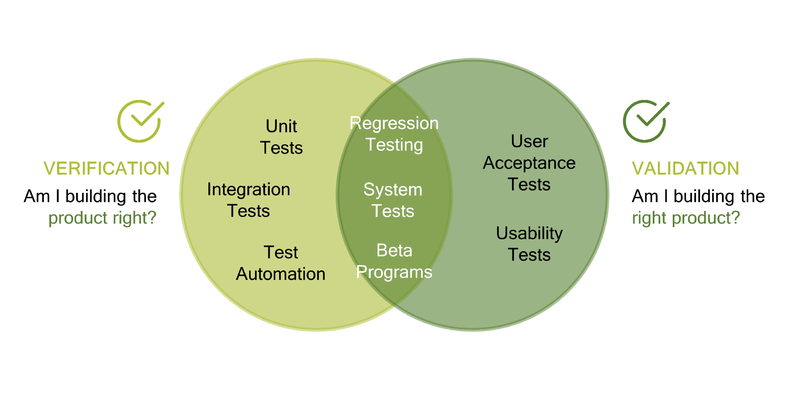 VERIFICATION
Am I building the
product right?
Unit
Tests
Integration
Tests
Test
Automation
Regression
Testing
System
Tests
Beta
Programs
User
Acceptance
Tests
Usability
Tests
VALIDATION
Am I building the
right product?